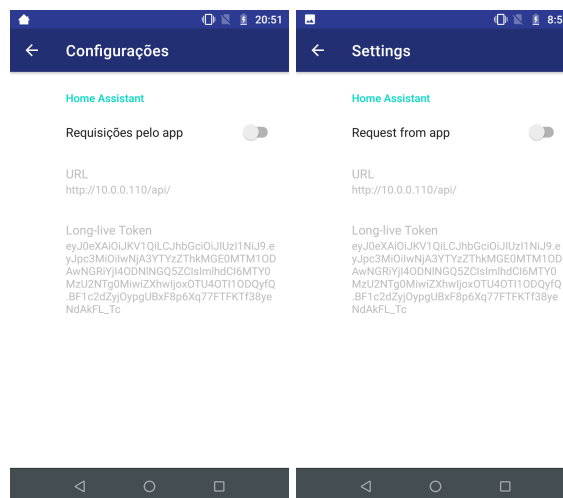 20:51
Configurações
Home Assistant
Requisições pelo app
URL
http://10.0.0.110/api/
Long-live Token
eyJ0eXAiOiJKV1QiLCJhbGciOiJIUzI1NiJ9.e
yJpc3MiOiIwNjA3YTYzZThkMGE0MTM1OD
AwNGRiYjI4ODNlNGQ5ZCIsImlhdCI6MTY0
MzU2NTg0MiwiZXhwIjoxOTU4OTI1ODQyfQ
.BF1c2dZyjOypgUBxF8p6Xq77FTFKTf38ye
NdAkFL_Tc
8:5
Settings
Home Assistant
Request from app
URL
http://10.0.0.110/api/
Long-live Token
eyJ0eXAiOiJKV1QiLCJhbGciOiJIUzI1NiJ9.e
yJpc3MiOiIwNjA3YTYzZThkMGE0MTM1OD
AwNGRiYjI4ODNlNGQ5ZCIsImlhdCI6MTY0
MzU2NTg0MiwiZXhwIjoxOTU4OTI1ODQyfQ
.BF1c2dZyjOypgUBxF8p6Xq77FTFKTf38ye
NdAkFL_Tc